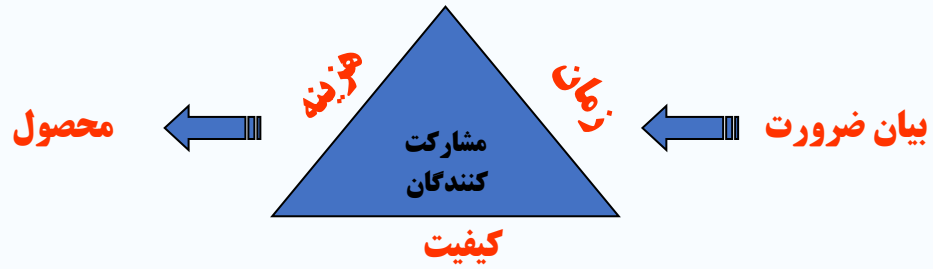 بیان ضرورت
زمان
هزینه
مشارکت
کنندگان
کیفیت
محصول